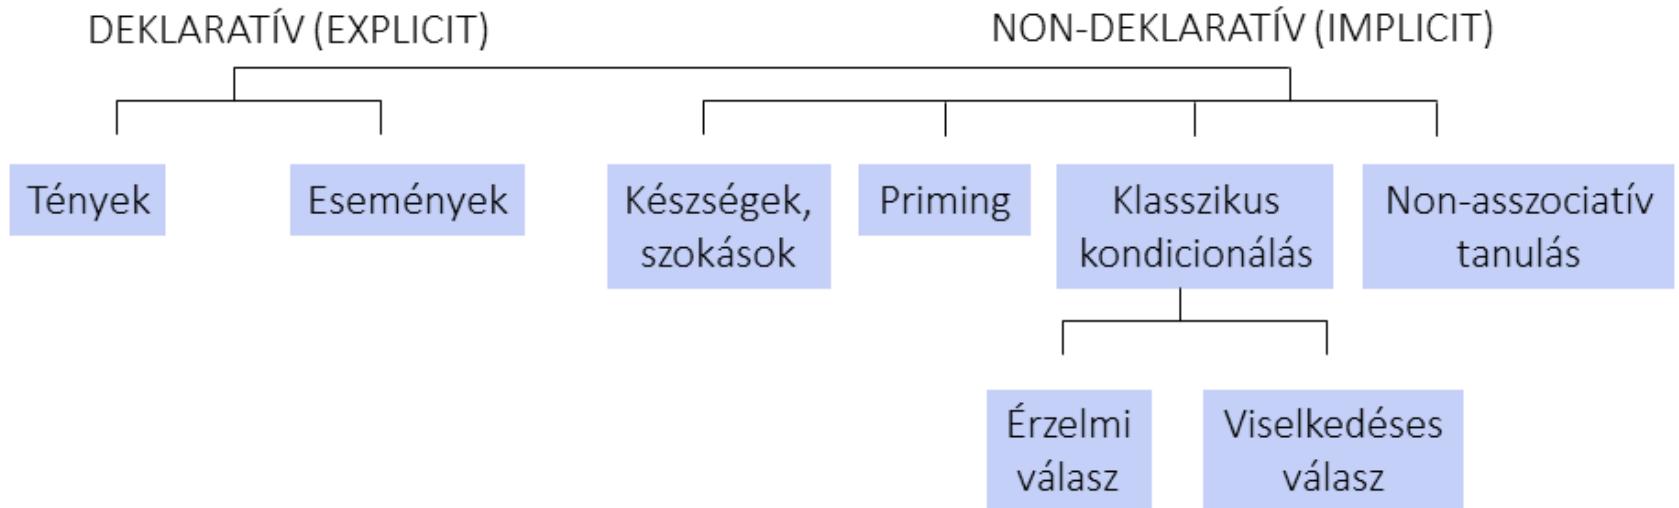 DEKLARATÍV (EXPLICIT)
NON-DEKLARATÍV (IMPLICIT)
Tények
Események
Készségek,
szokások
Priming
Klasszikus
kondicionálás
Non-asszociatív
tanulás
Érzelmi
válasz
Viselkedéses
válasz